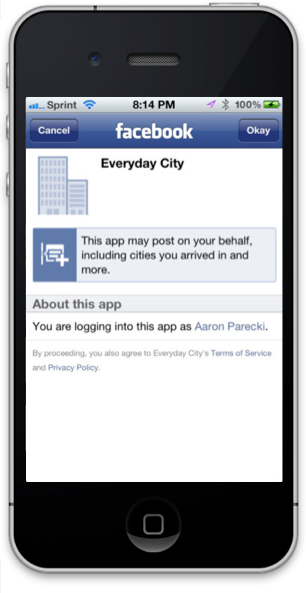 Sprint 8:14 PM 100%
Cancel facebook Okay
Everyday City
This app may post on your behalf,
including cities you arrived in and
more.
About this app
You are logging into this app as Aaron Parecki.
By proceeding, you also agree to Everyday City's Terms of Service
and Privacy Policy.